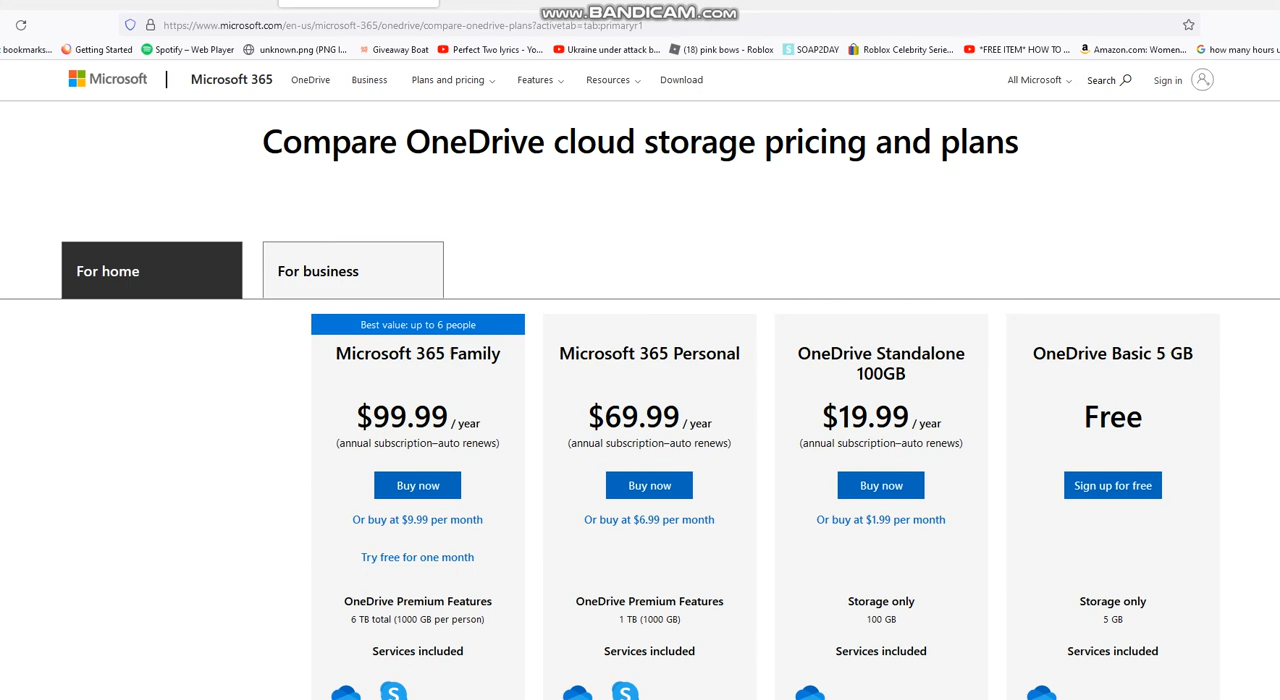 www.BANDICAM.com
https://www.microsoft.com/en-us/microsoft-365/onedrive/compare-onedrive-plans?activetab=tab:primaryr1
bookmarks... Getting Started Spotify – Web Player unknown.png (PNG I... Giveaway Boat Perfect Two lyrics - Yo... Ukraine under attack b... (18) pink bows - Roblox SOAP2DAY Roblox Celebrity Serie... *FREE ITEM* HOW TO ... Amazon.com: Women... how many hours u
Microsoft Microsoft 365 OneDrive Business Plans and pricing Features Resources Download All Microsoft Search Sign in
Compare OneDrive cloud storage pricing and plans
For home For business
Best value: up to 6 people
Microsoft 365 Family
$99.99 / year
(annual subscription–auto renews)
Buy now
Or buy at $9.99 per month
Try free for one month
OneDrive Premium Features
6 TB total (1000 GB per person)
Services included
Microsoft 365 Personal
$69.99 / year
(annual subscription–auto renews)
Buy now
Or buy at $6.99 per month
OneDrive Premium Features
1 TB (1000 GB)
Services included
OneDrive Standalone
100GB
$19.99 / year
(annual subscription–auto renews)
Buy now
Or buy at $1.99 per month
Storage only
100 GB
Services included
OneDrive Basic 5 GB
Free
Sign up for free
Storage only
5 GB
Services included